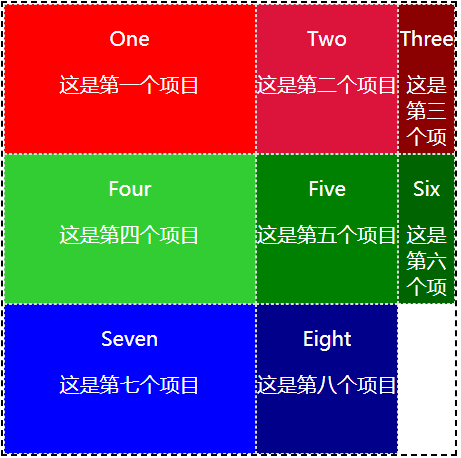 One
Two
Three
这是第一个项目
这是第二个项目
这是
第三
个项
Four
Five
Six
这是第四个项目
这是第五个项目
这是
第六
个项
Seven
Eight
这是第七个项目
这是第八个项目